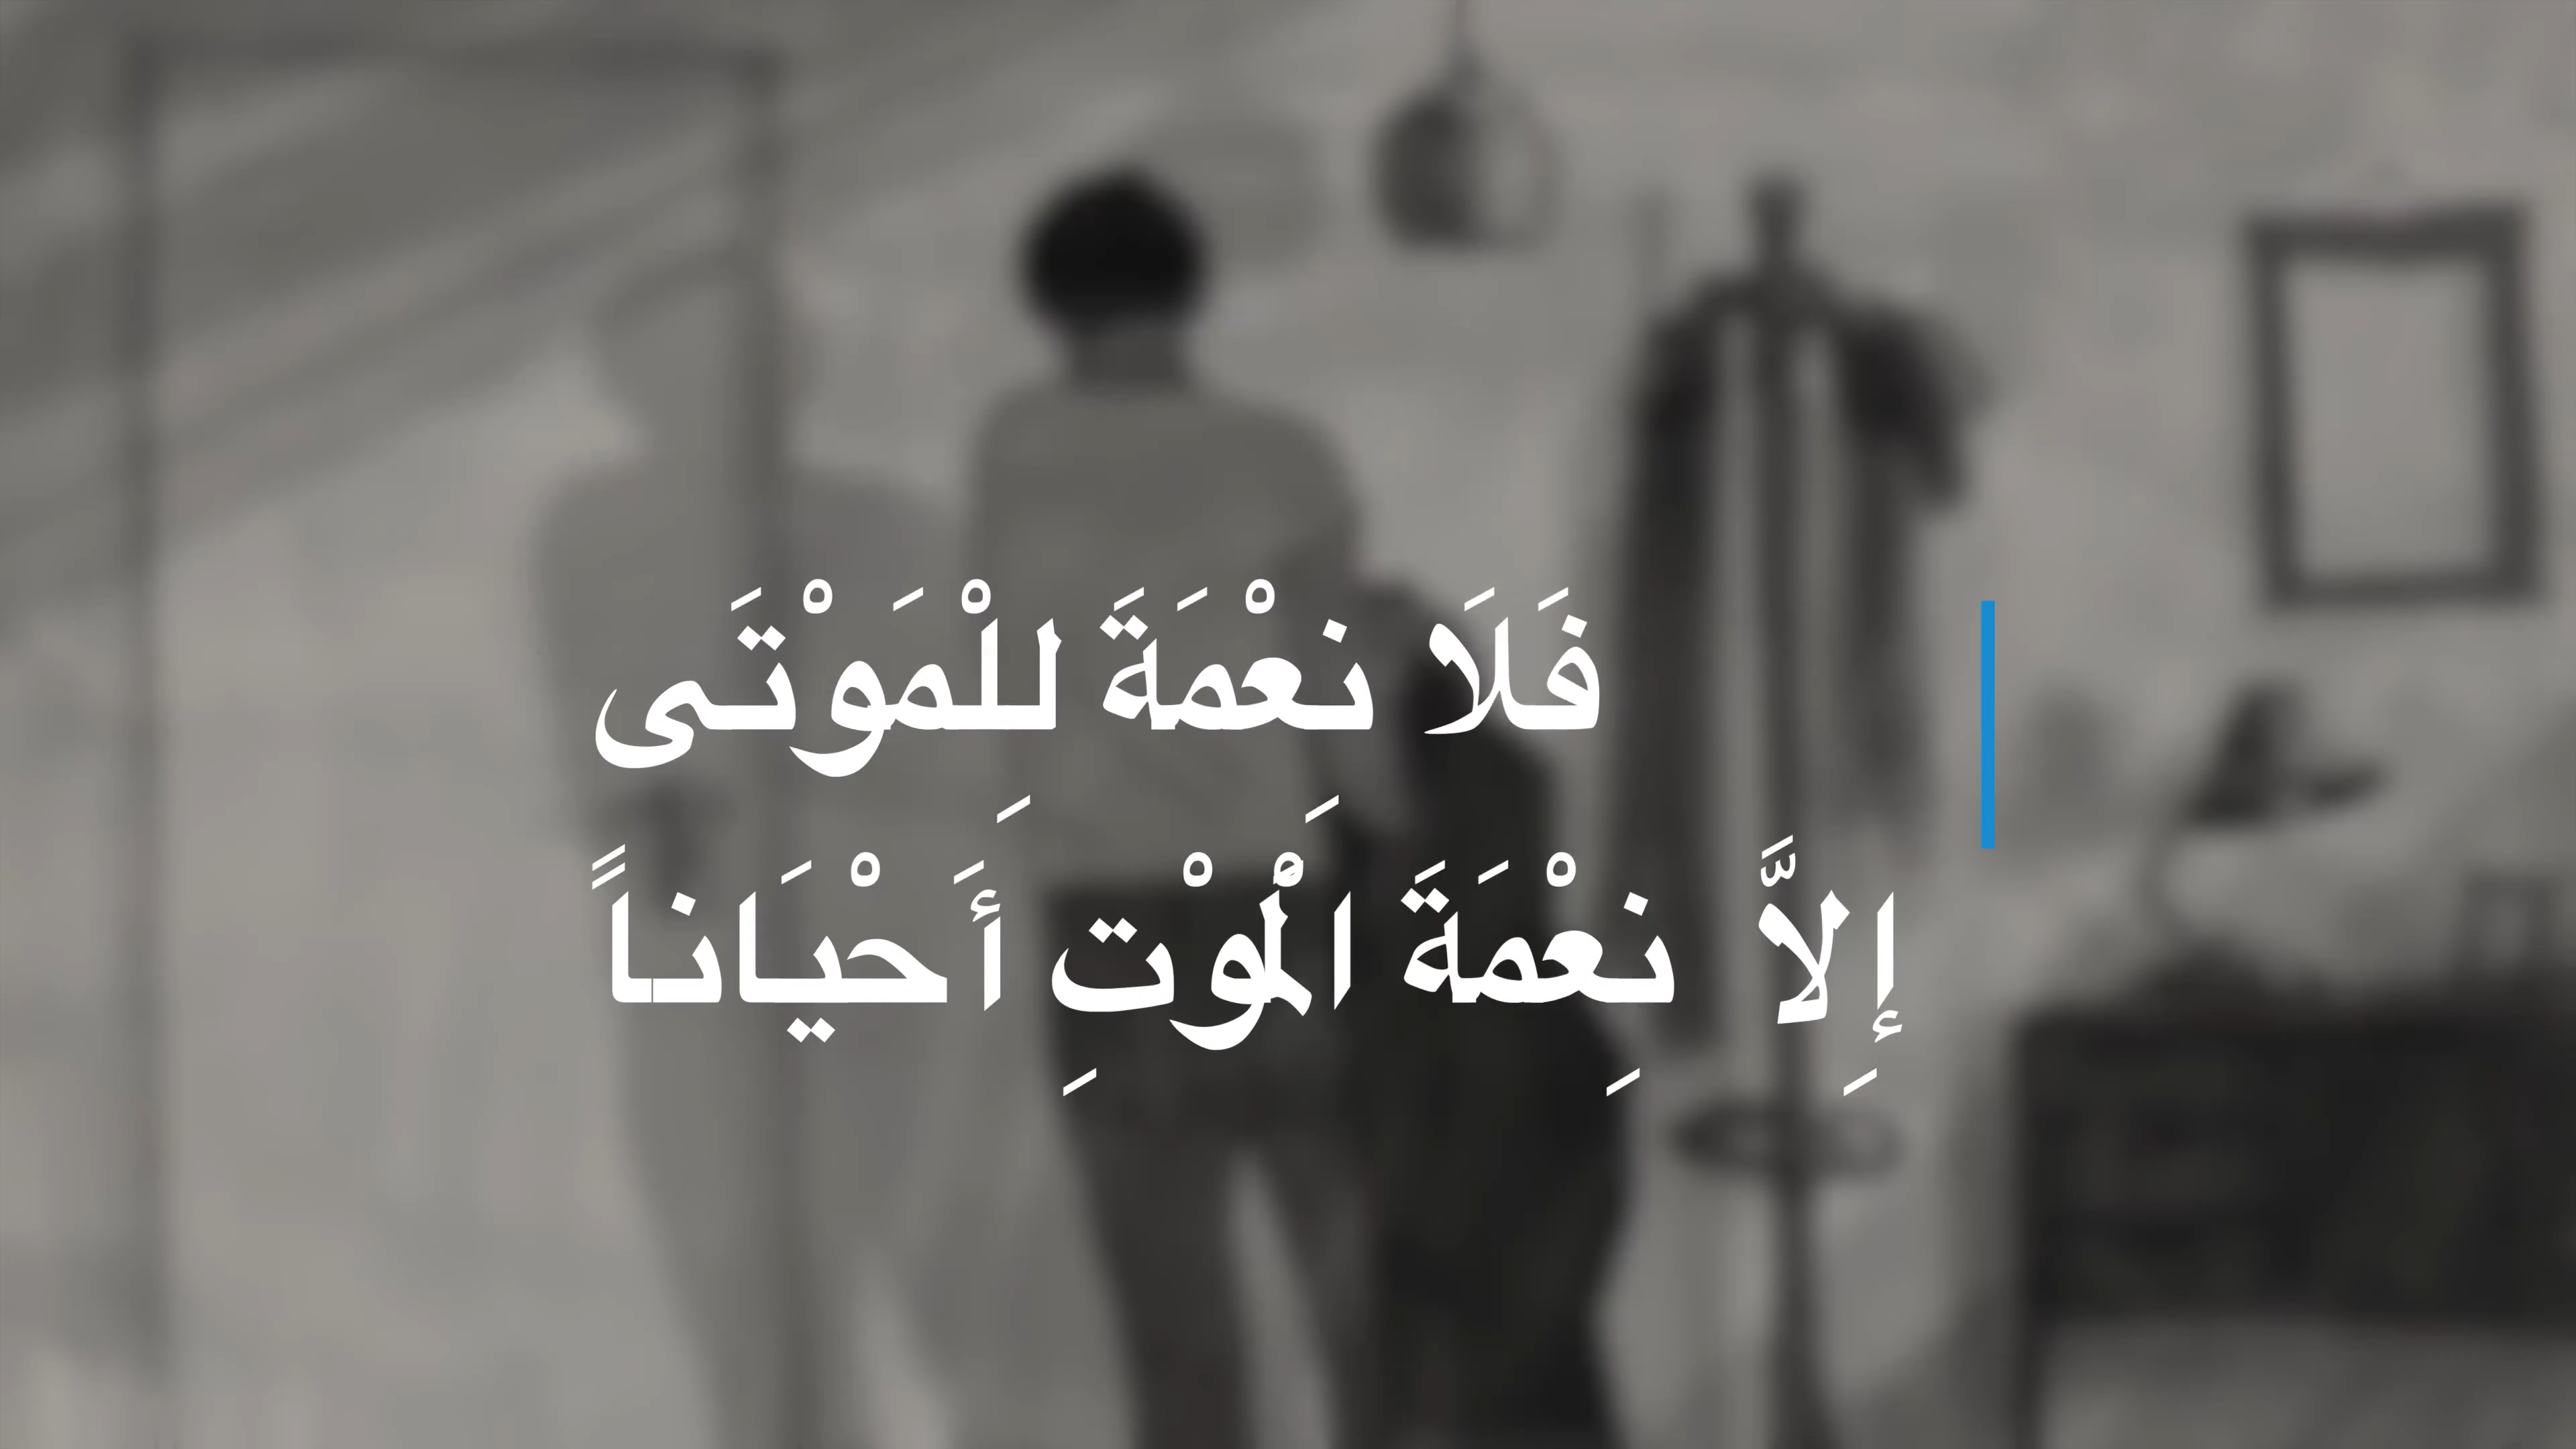 فَلَا نِعْمَةَ لِلْمَوْتَى
إِلاَّ نِعْمَةَ الْمَوْتِ أَحْيَاناً